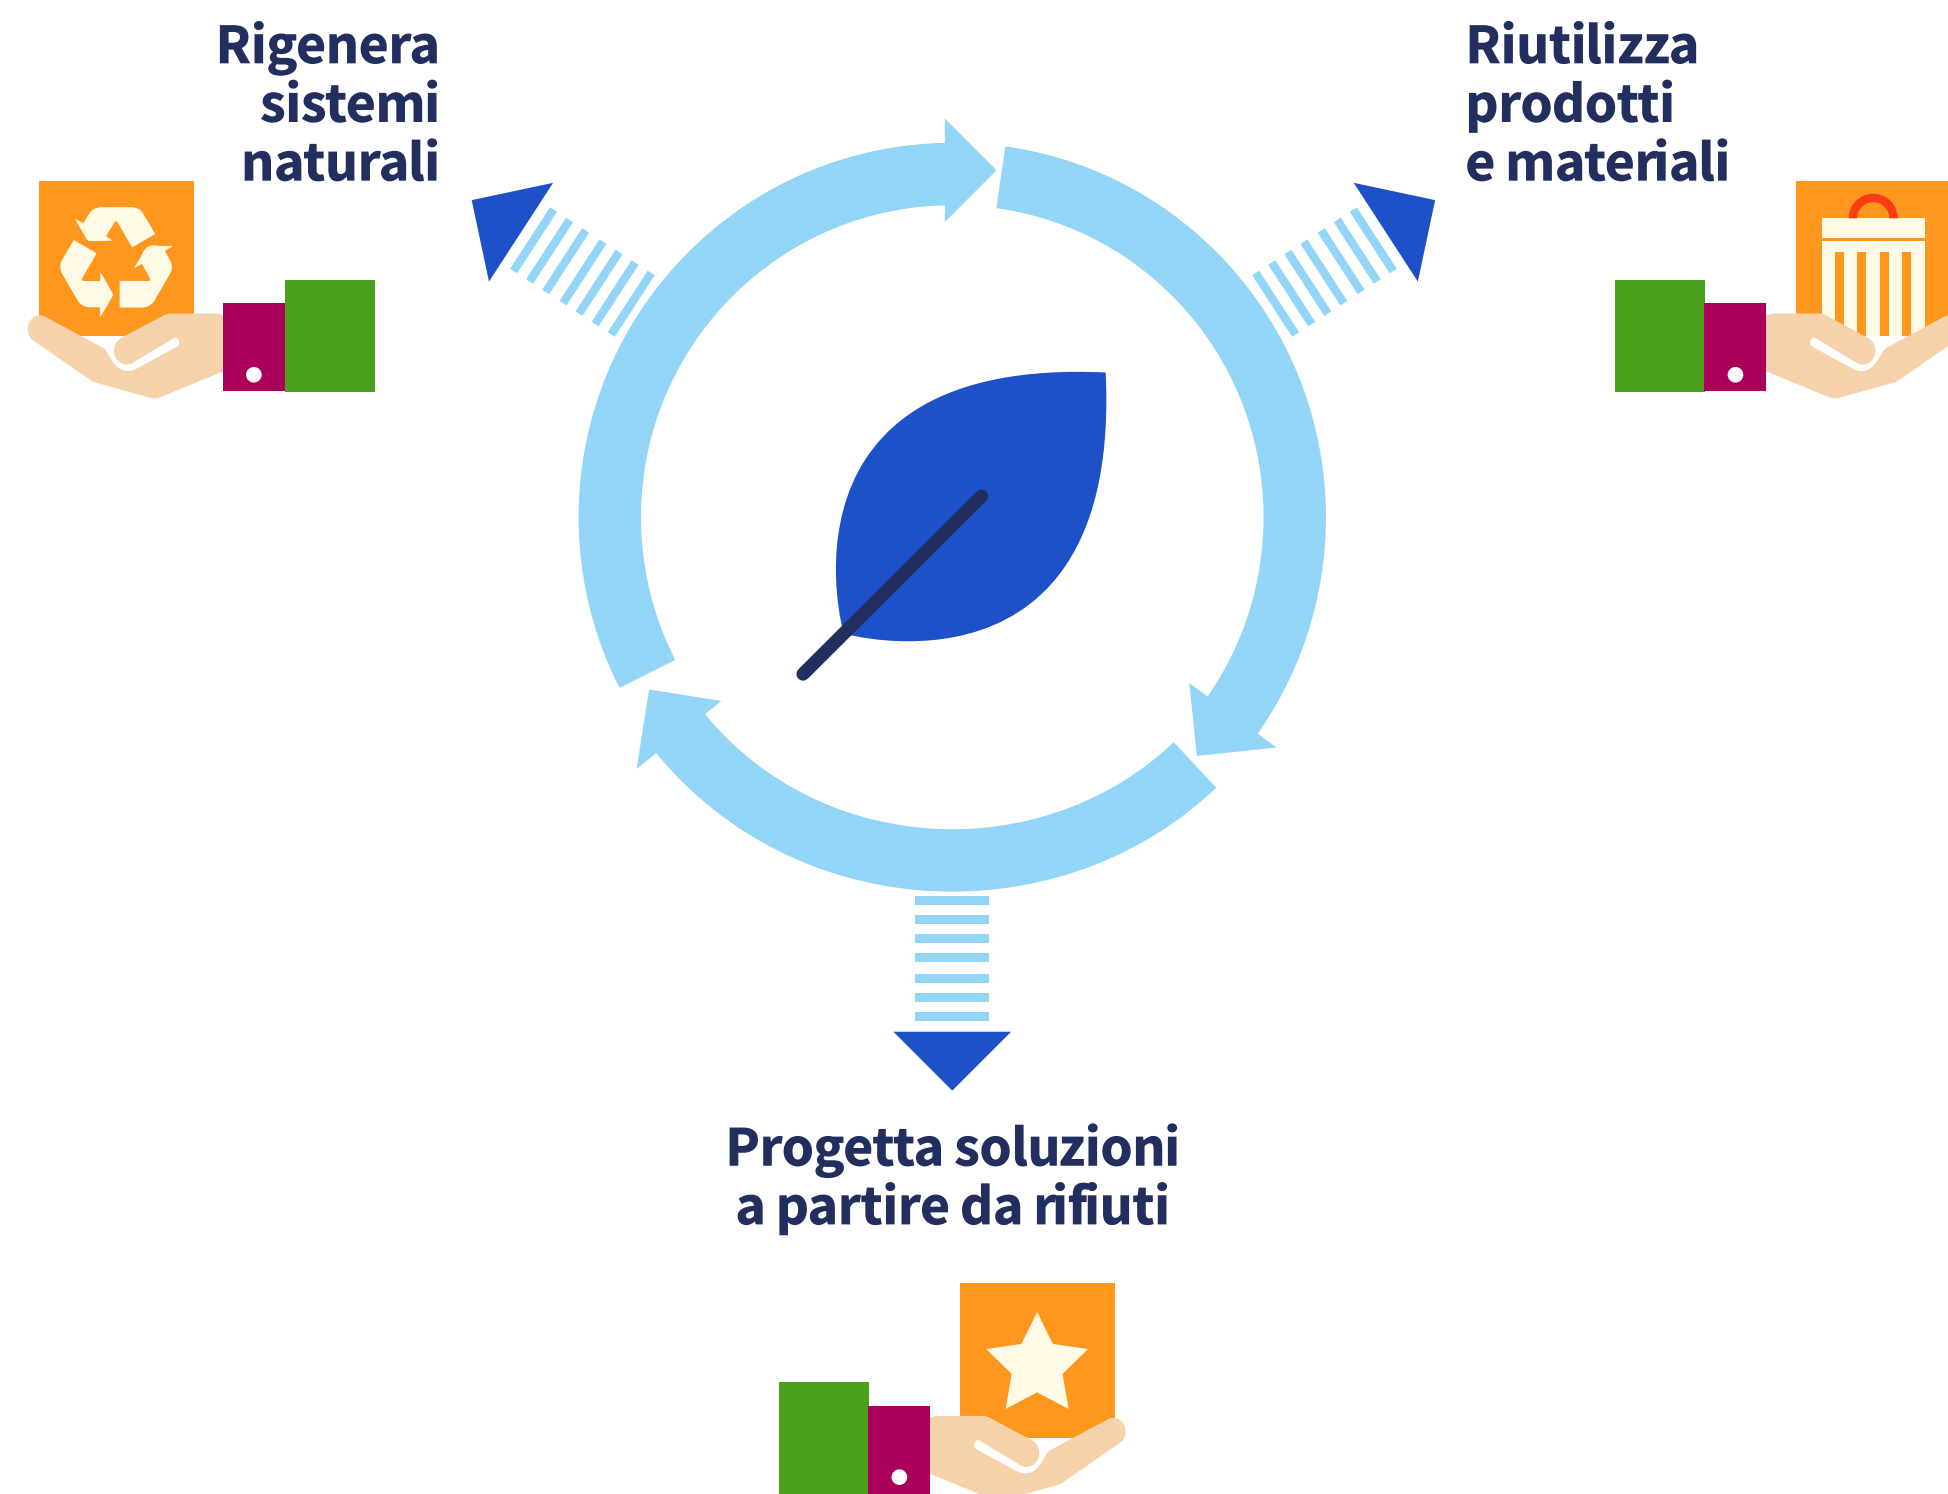 Rigenera
sistemi
naturali
Riutilizza
prodotti
e materiali
Progetta soluzioni
a partire da rifiuti